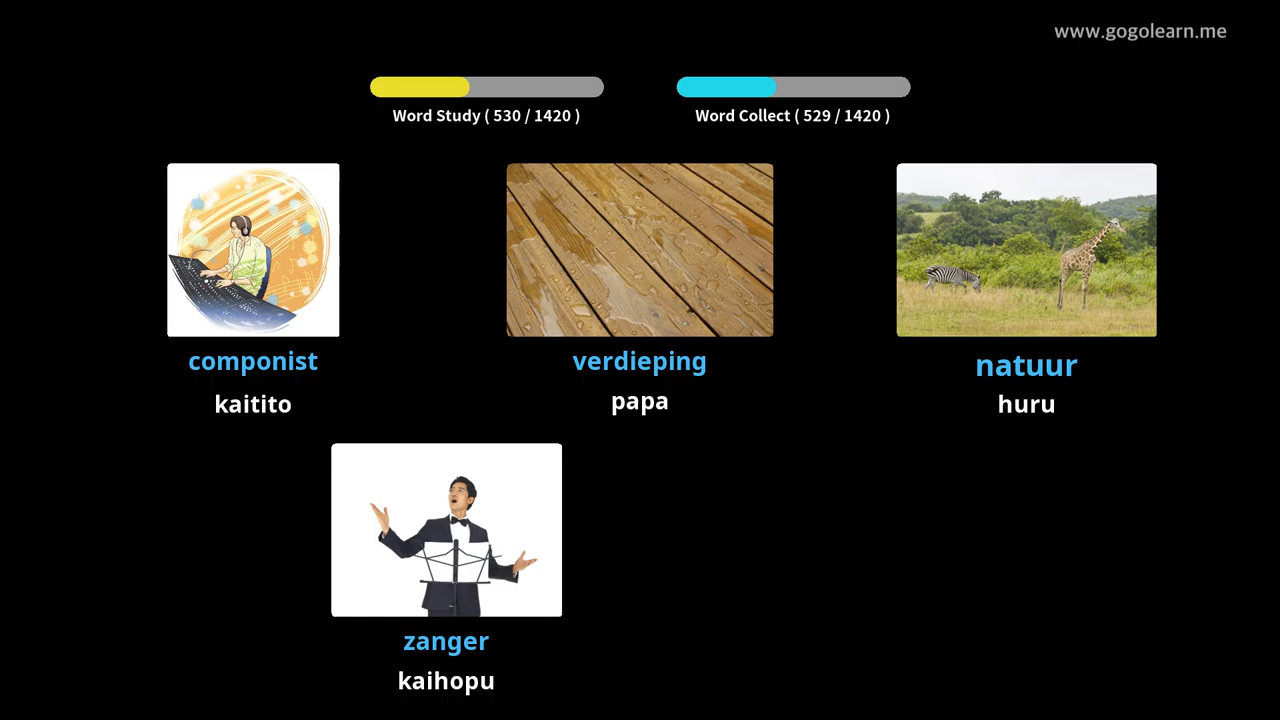 www.gogolearn.me
Word Study ( 530 / 1420 )
Word Collect ( 529 / 1420 )
componist
kaitito
verdieping
papa
natuur
huru
zanger
kaihopu